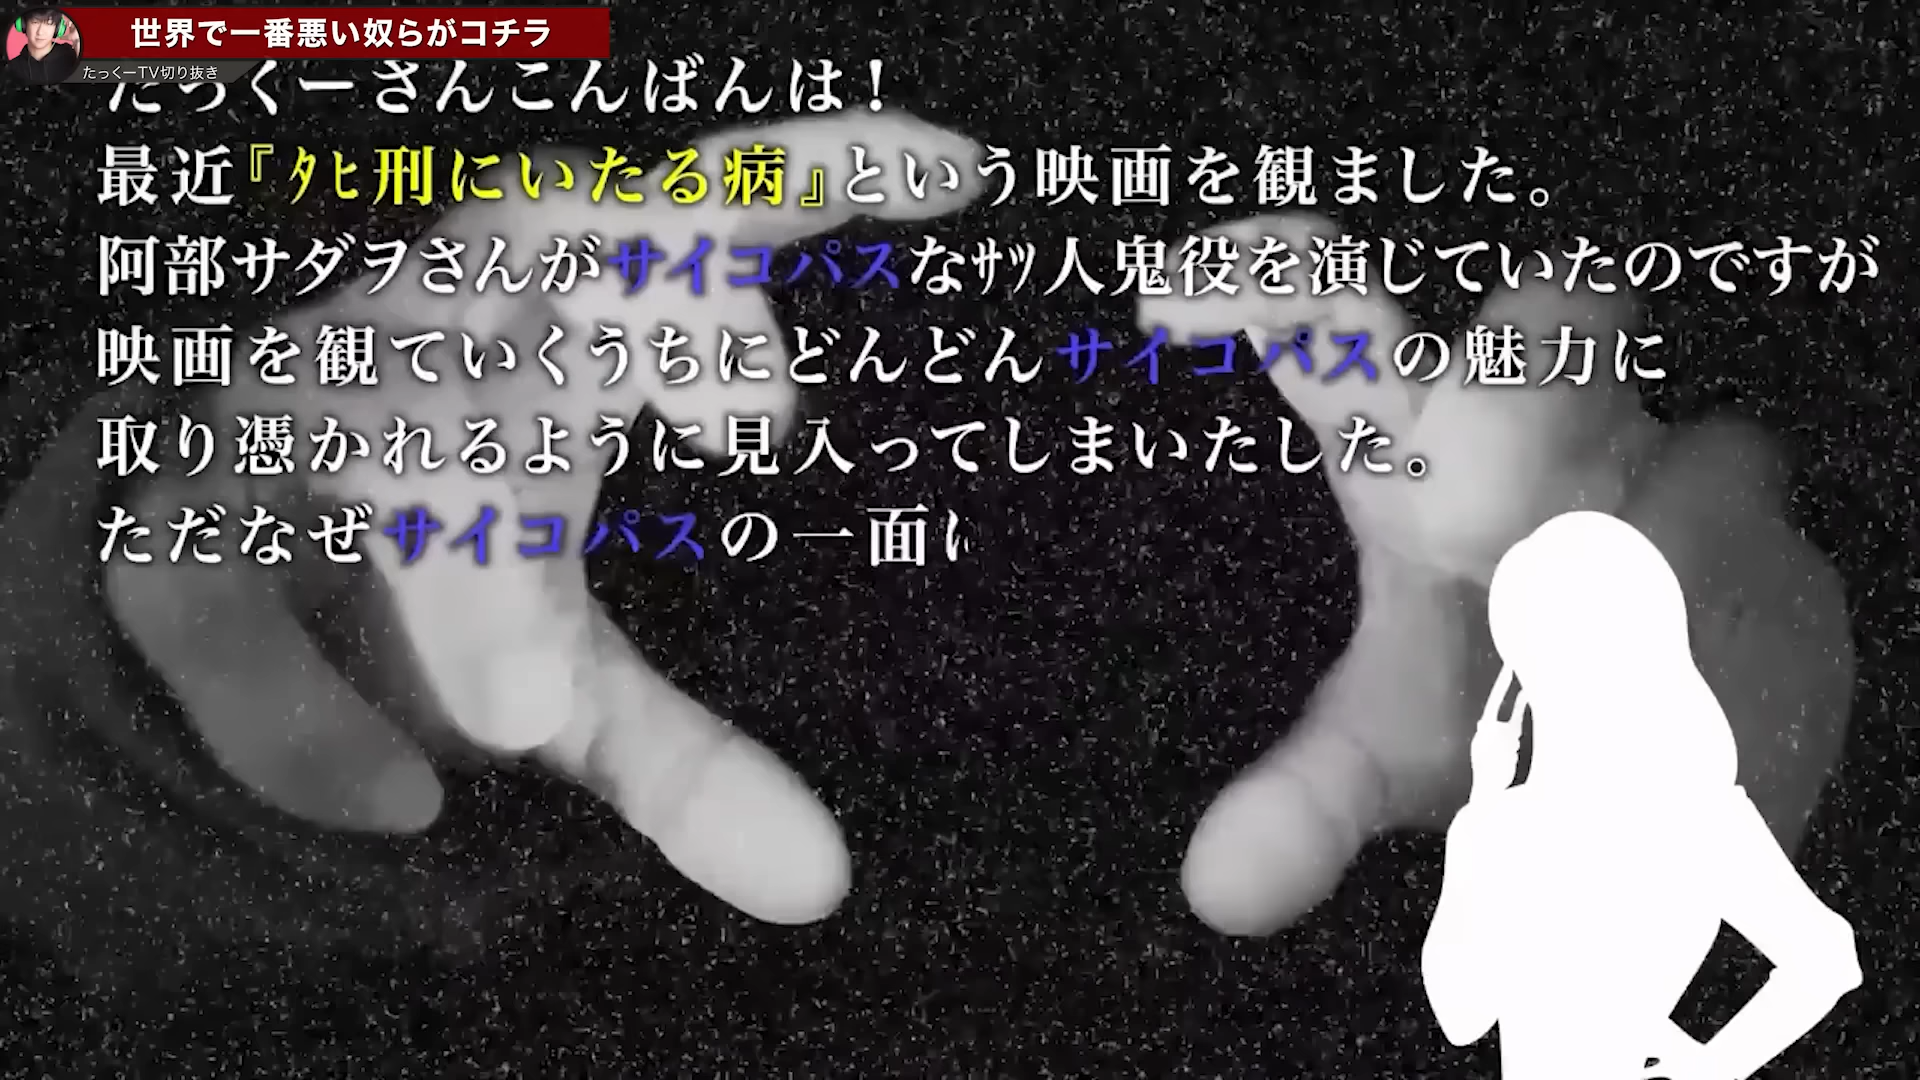 世界で一番悪い奴らがコチラ
たっくーTV切り抜き
たっくーさんこんばんは！
最近『ﾀﾋ刑にいたる病』という映画を観ました。
阿部サダヲさんがサイコパスなｻﾂ人鬼役を演じていたのですが
映画を観ていくうちにどんどんサイコパスの魅力に
取り憑かれるように見入ってしまいたした。
ただなぜサイコパスの一面に